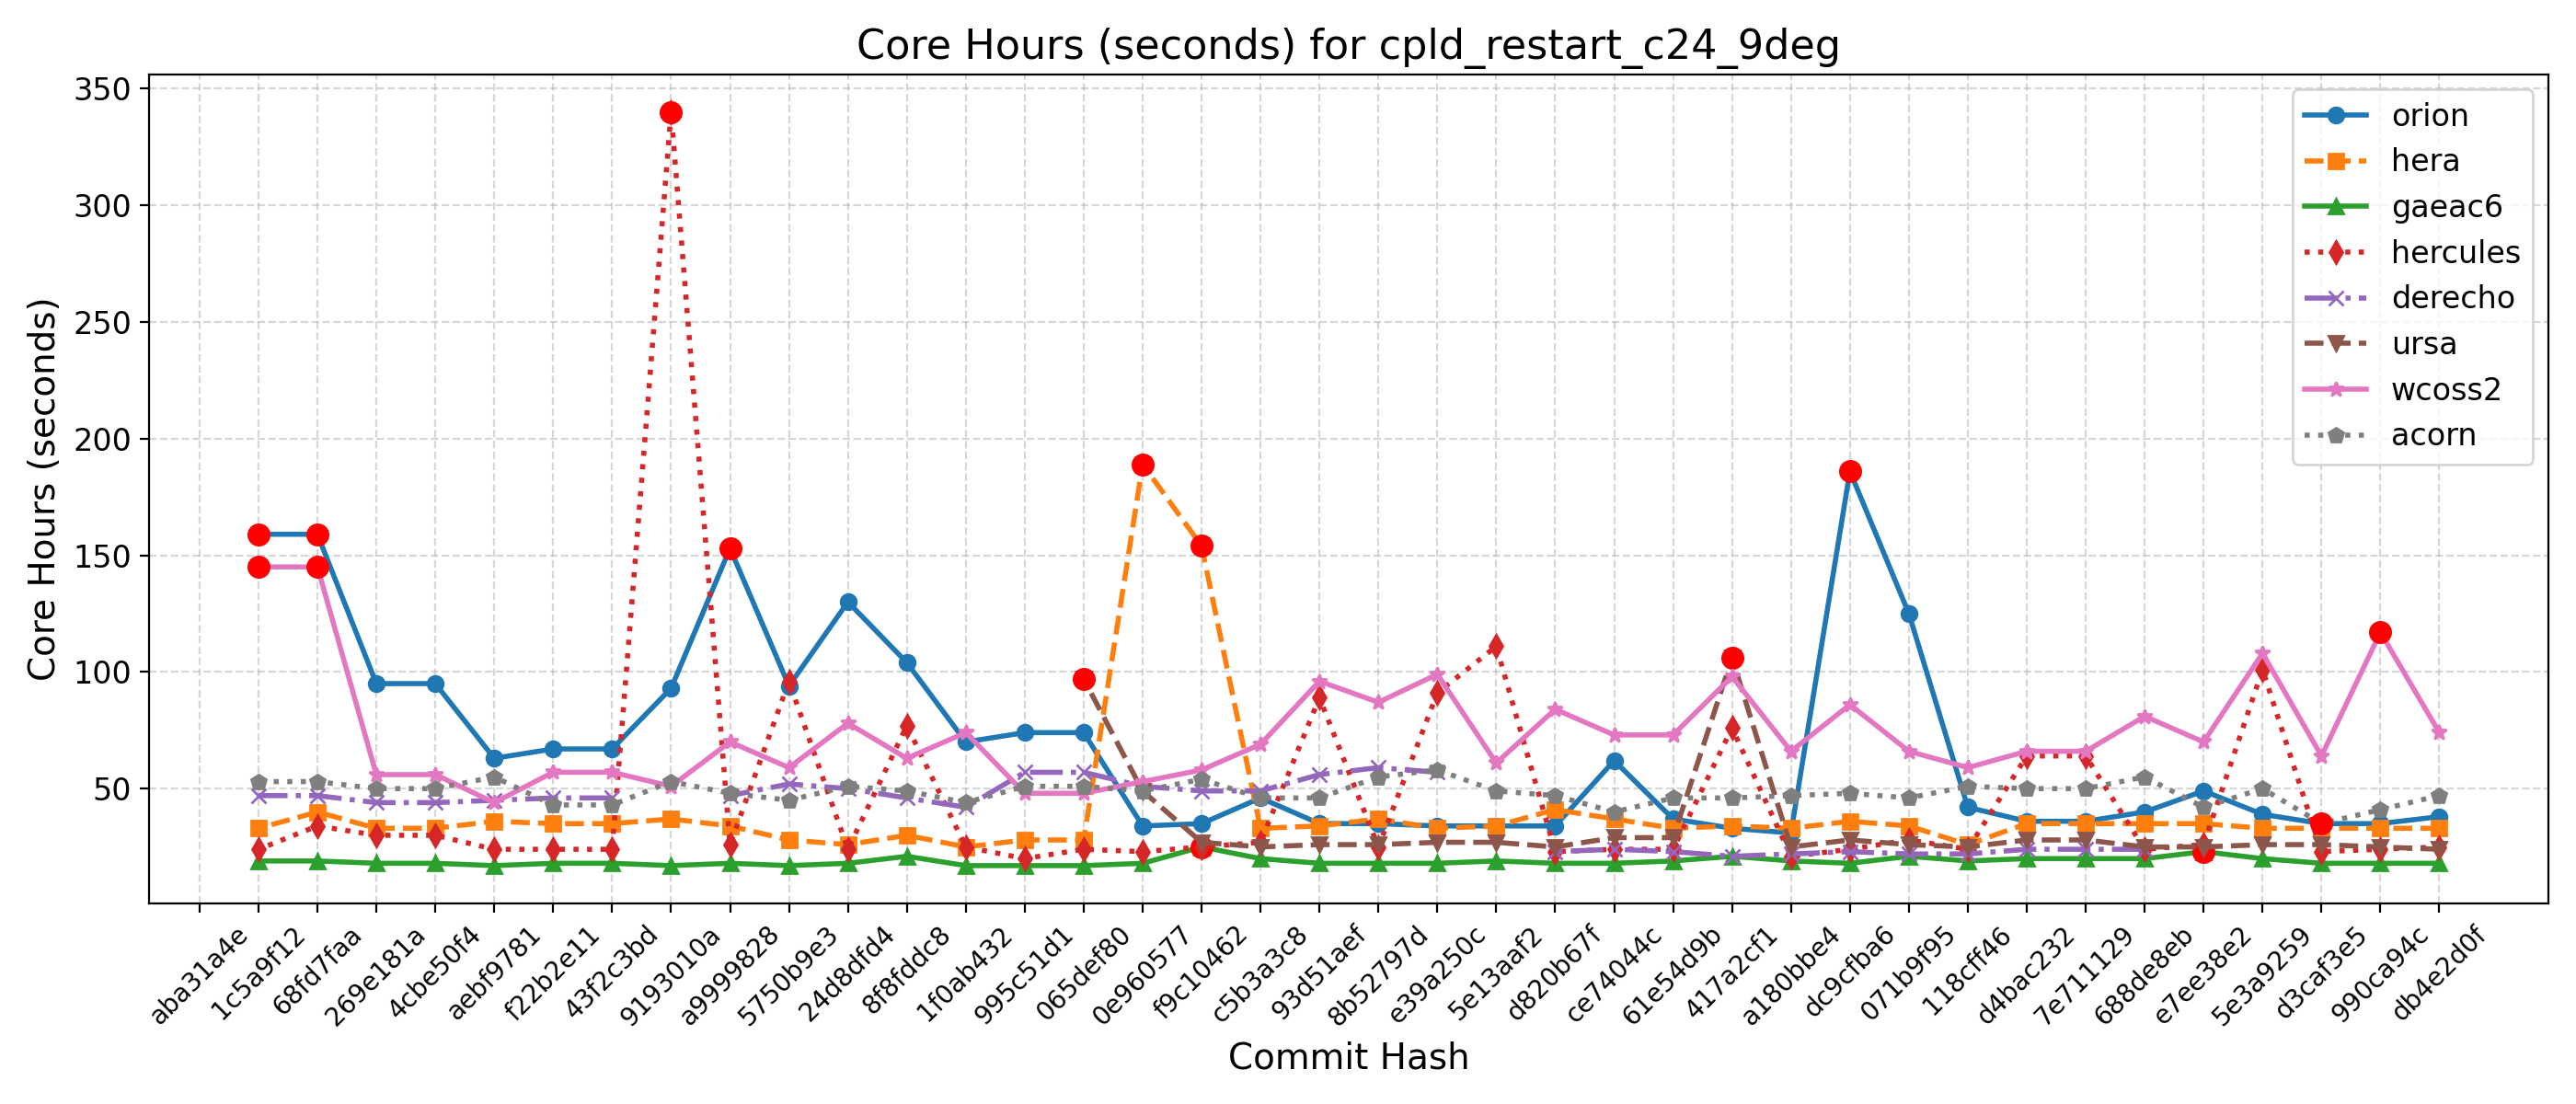 Core Hours (seconds) for cpld_restart_c24_9deg
Core Hours (seconds)
350
300
250
200
150
100
50
orion
hera
gaeac6
hercules
derecho
ursa
wcoss2
acorn
aba31a4e
1c5a9f12
68fd7faa
269e181a
4cbe50f4
aebf9781
f22b2e11
43f2c3bd
9193010a
a9999828
5750b9e3
24d8dfd4
8f8fddc8
1f0ab432
995c51d1
065def80
0e960577
f9c10462
c5b3a3c8
93d51aef
8b52797d
e39a250c
5e13aaf2
d820b67f
ce74044c
61e54d9b
417a2cf1
a180bbe4
dc9cfba6
071b9f95
118cff46
d4bac232
7e711129
688de8eb
e7ee38e2
5e3a9259
d3caf3e5
990ca94c
db4e2d0f
Commit Hash